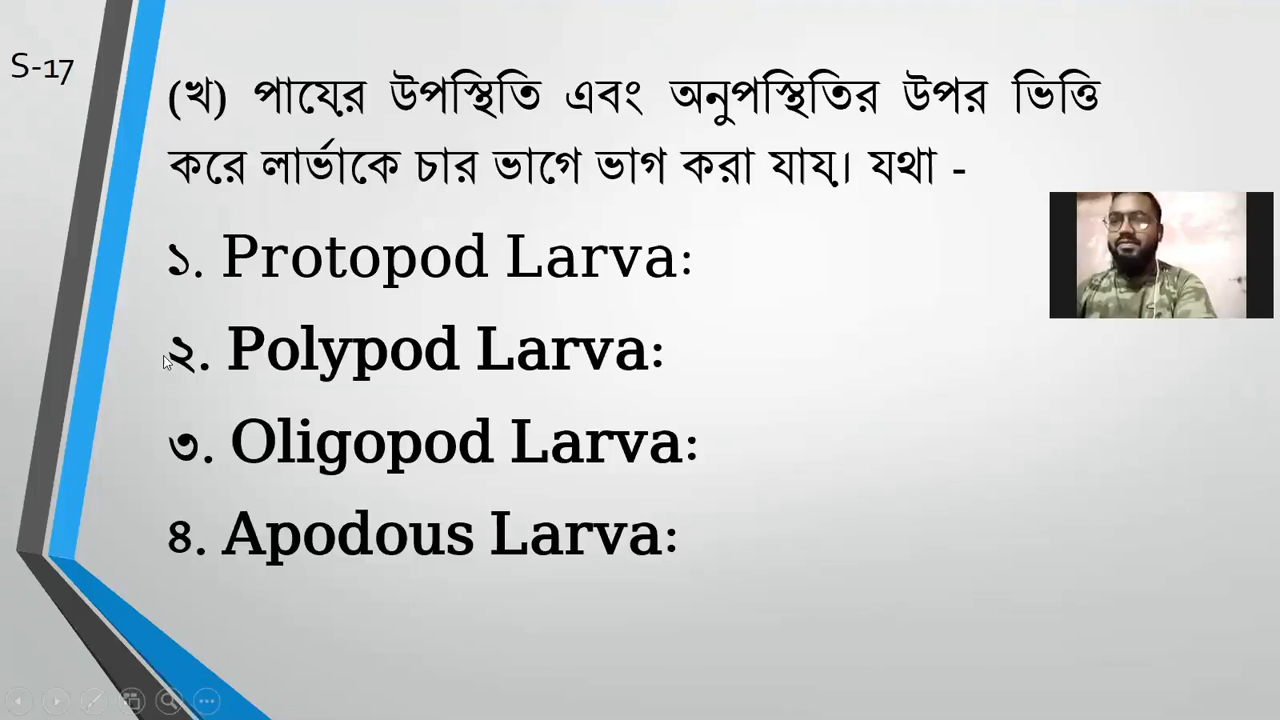 S-17
(খ) পায়ের উপস্থিতি এবং অনুপস্থিতির উপর ভিত্তি
করে লার্ভাকে চার ভাগে ভাগ করা যায়। যথা -
১. Protopod Larva:
২. Polypod Larva:
৩. Oligopod Larva:
৪. Apodous Larva: